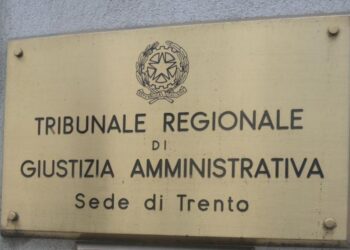 TRIBUNALE REGIONALE
DI
GIUSTIZIA AMMINISTRATIVA
Sede di Trento